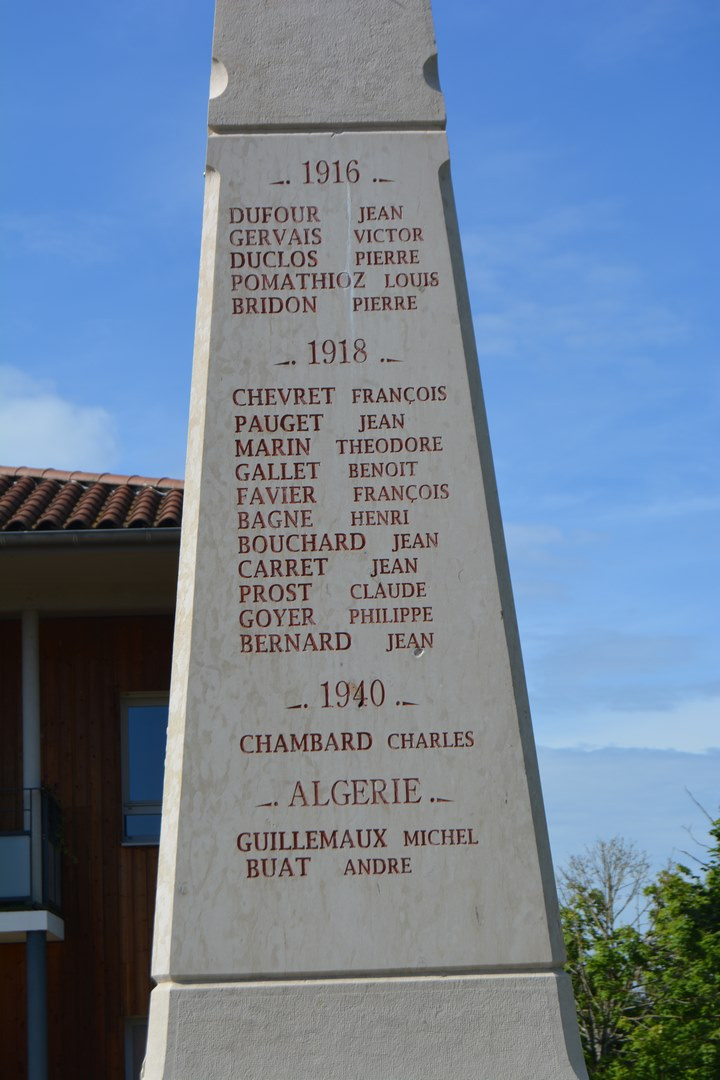 1916
DUFOUR JEAN
GERVAIS VICTOR
DUCLOS PIERRE
POMATHIOZ LOUIS
BRIDON PIERRE
1918
CHEVRET FRANÇOIS
PAUGET JEAN
MARIN THEODORE
GALLET BENOIT
FAVIER FRANÇOIS
BAGNE HENRI
BOUCHARD JEAN
CARRET JEAN
PROST CLAUDE
GOYER PHILIPPE
BERNARD JEAN
1940
CHAMBARD CHARLES
ALGERIE
GUILLEMAUX MICHEL
BUAT ANDRE